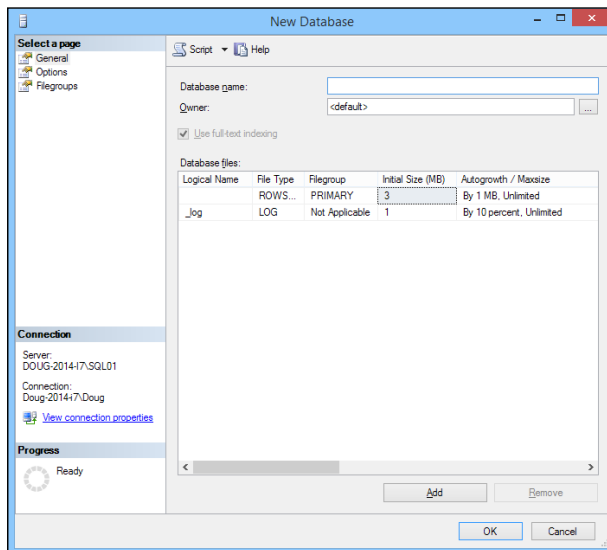 New Database
Select a page
General
Options
Filegroups
Script Help
Database name:
Owner: <default> ...
Use full-text indexing
Database files:
Logical Name File Type Filegroup Initial Size (MB) Autogrowth / Maxsize
ROWS... PRIMARY 3 By 1 MB, Unlimited
_log LOG Not Applicable 1 By 10 percent, Unlimited
Connection
Server:
DOUG-2014-I7\SQL01
Connection:
Doug-2014-i7\Doug
View connection properties
Progress
Ready
Add Remove
OK Cancel